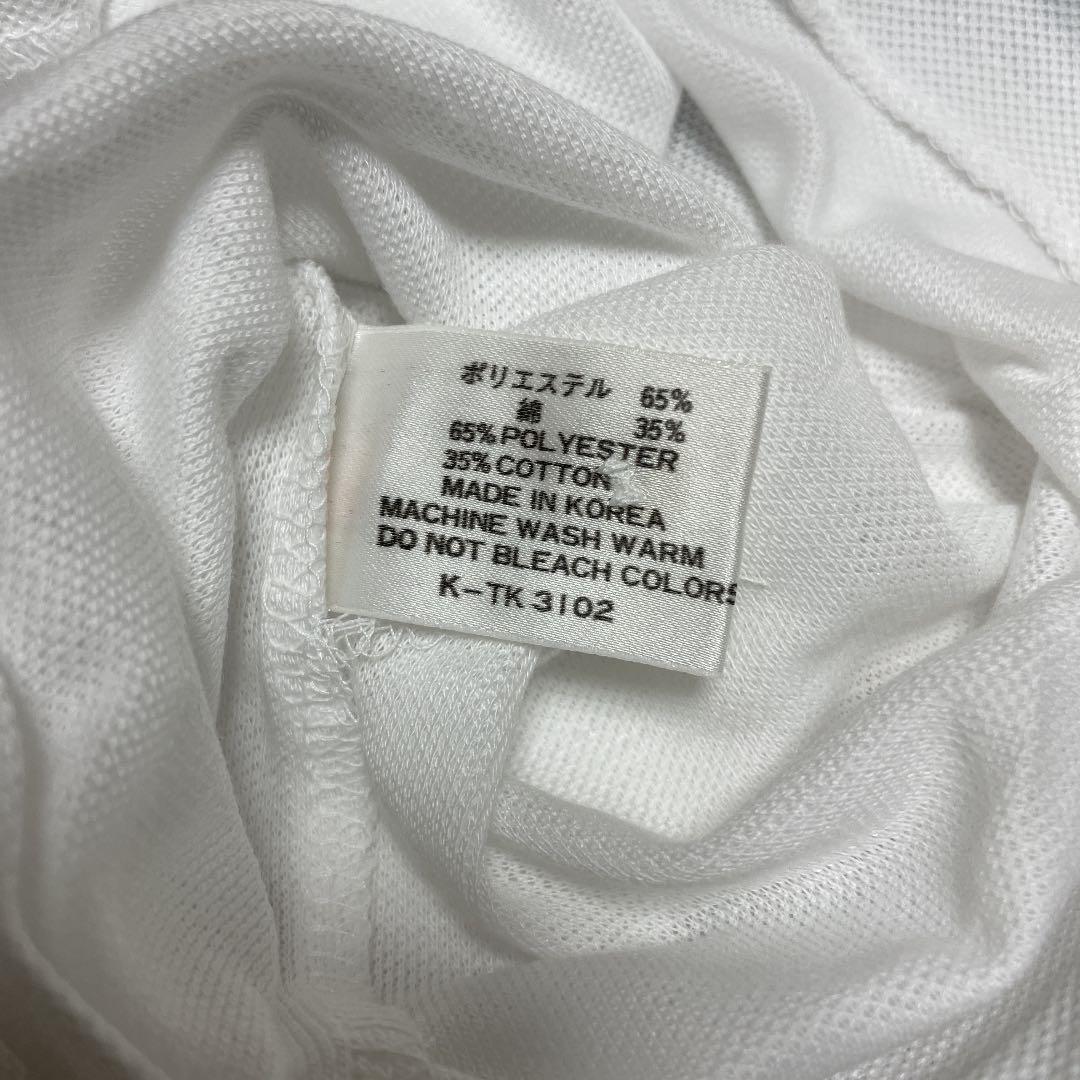 ポリエステル 65%
綿 35%
65% POLYESTER
35% COTTON
MADE IN KOREA
MACHINE WASH WARM
DO NOT BLEACH COLORS
K-TK 3102